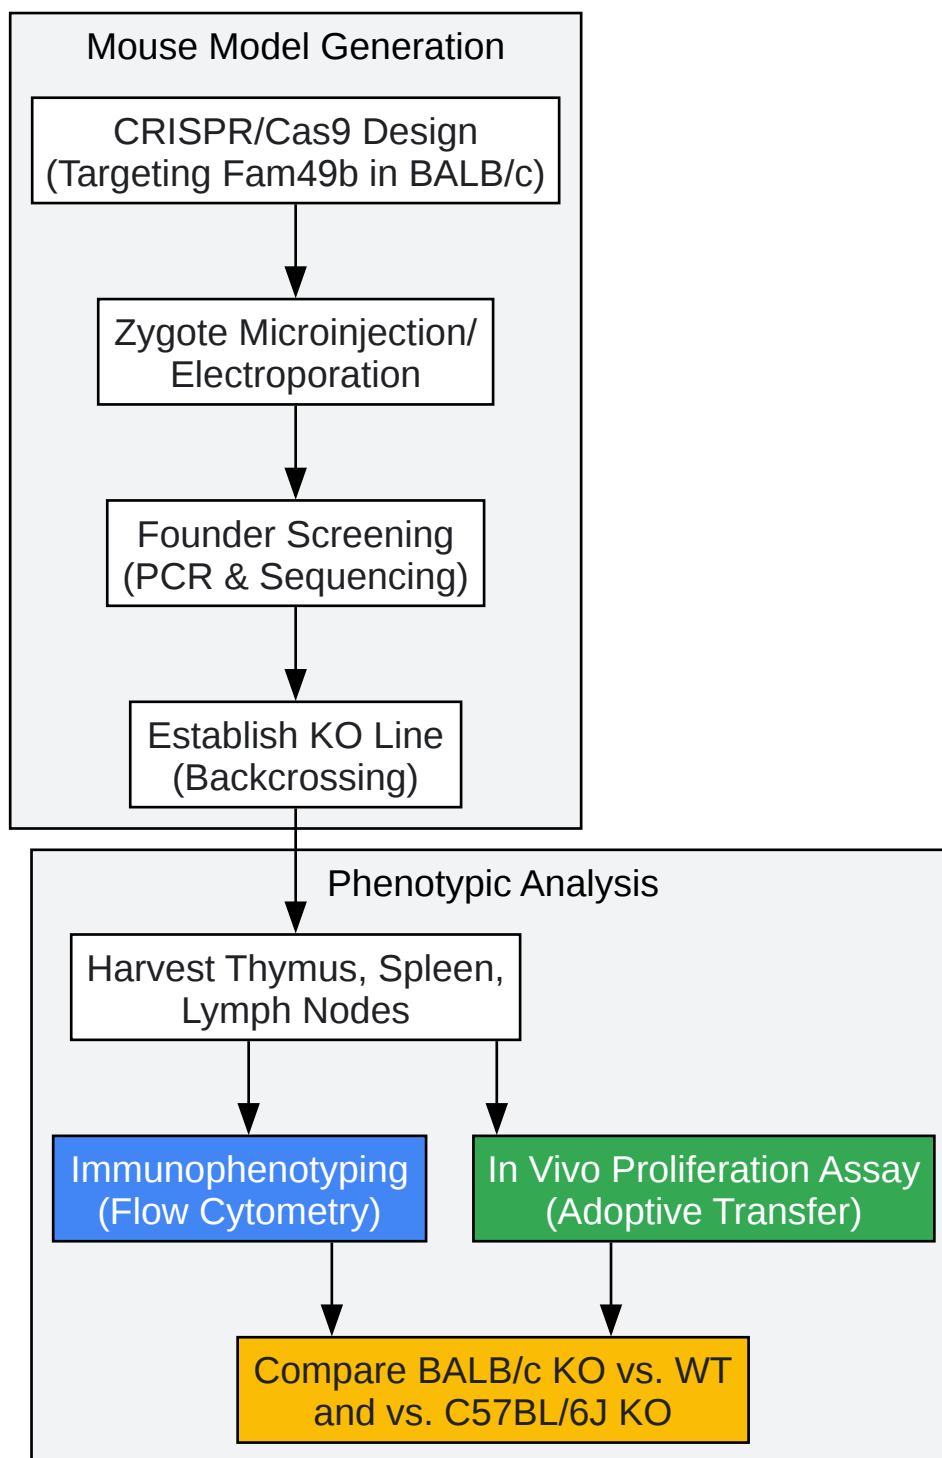 Mouse Model Generation
CRISPR/Cas9 Design
(Targeting Fam49b in BALB/c)
Zygote Microinjection/
Electroporation
Founder Screening
(PCR & Sequencing)
Establish KO Line
(Backcrossing)
Phenotypic Analysis
Harvest Thymus, Spleen,
Lymph Nodes
Immunophenotyping
(Flow Cytometry)
In Vivo Proliferation Assay
(Adoptive Transfer)
Compare BALB/c KO vs. WT
and vs. C57BL/6J KO